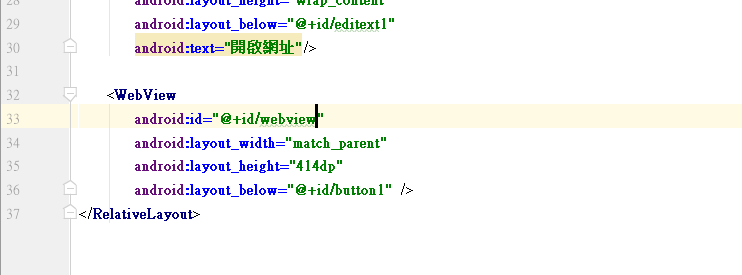 28 android:layout_height="wrap_content"
29 android:layout_below="@+id/editext1"
30 android:text="開啟網址"/>
31
32 <WebView
33 android:id="@+id/webview"
34 android:layout_width="match_parent"
35 android:layout_height="414dp"
36 android:layout_below="@+id/button1" />
37 </RelativeLayout>